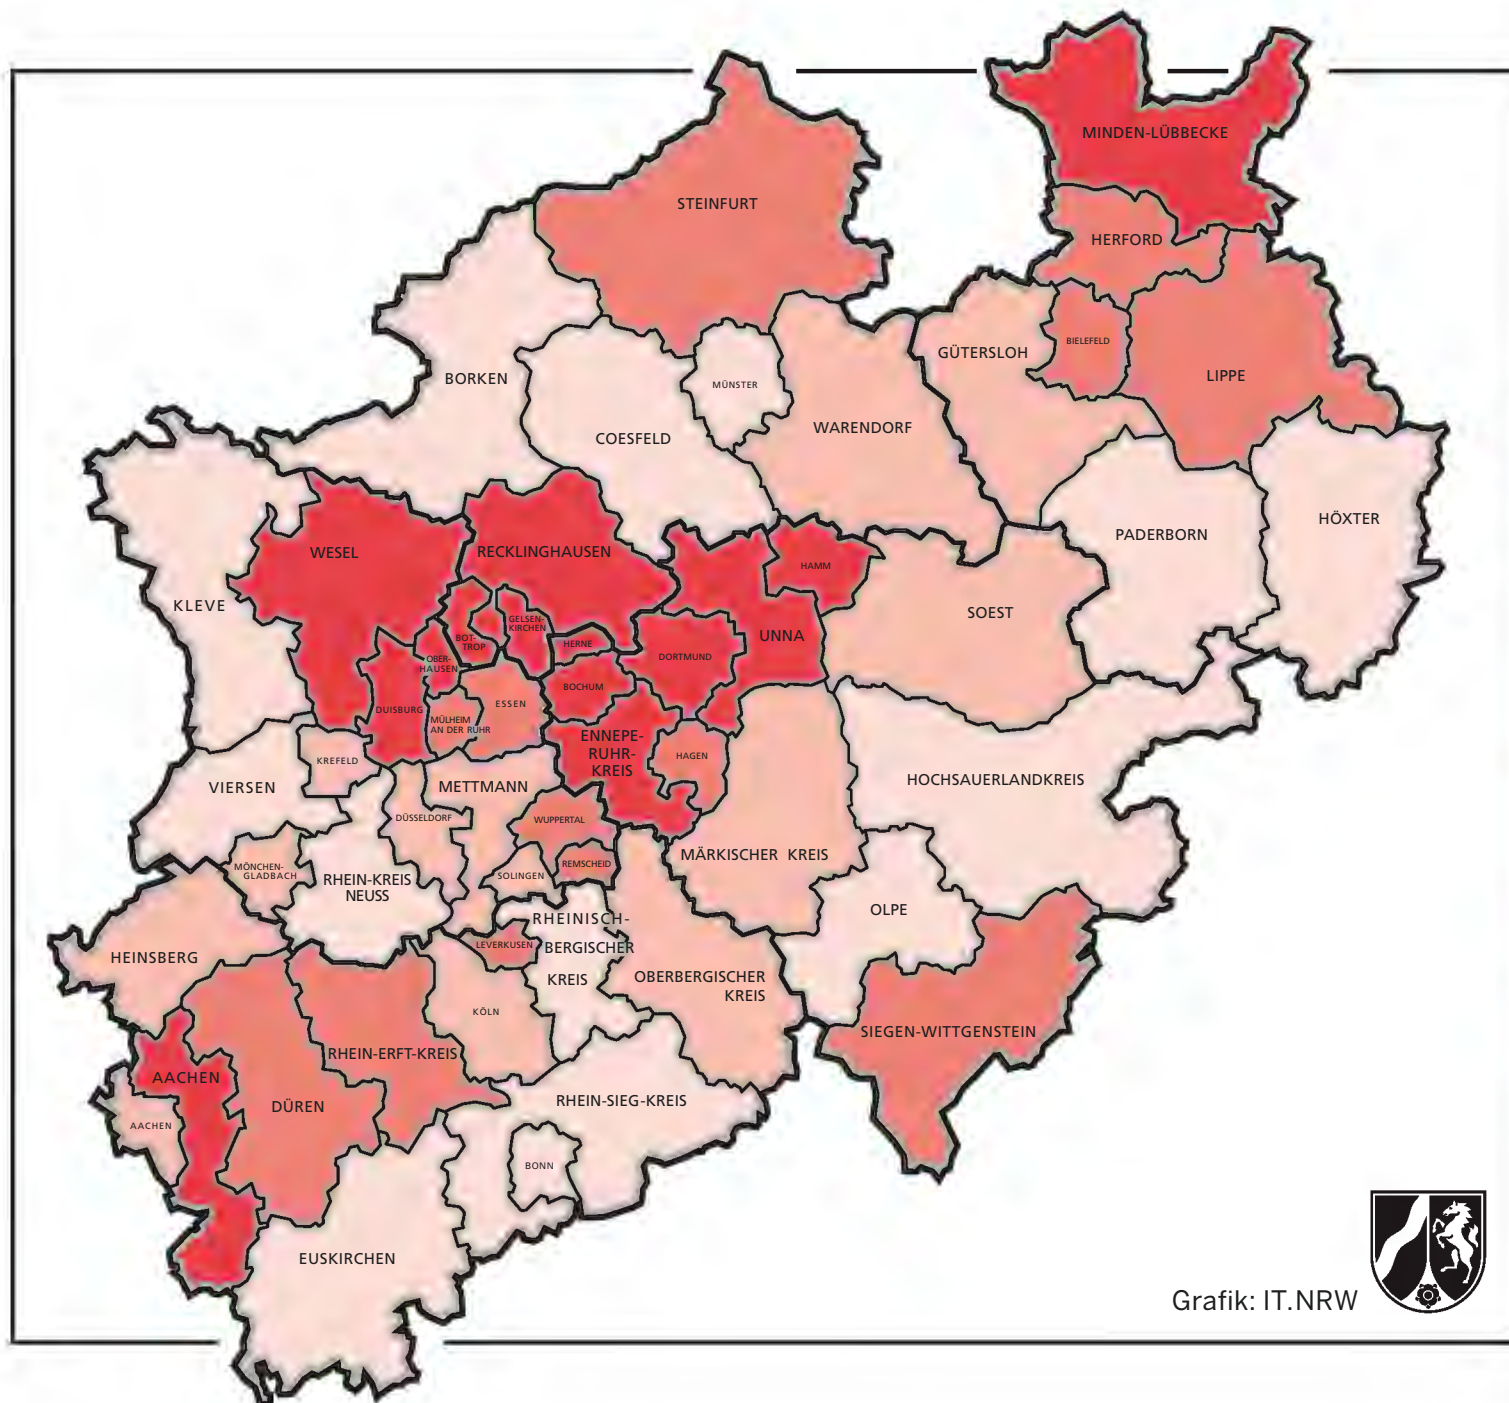 MINDEN-LÜBBECKE
STEINFURT
HERFORD
BIELEFELD
GÜTERSLOH
LIPPE
BORKEN
MÜNSTER
COESFELD
WARENDORF
HÖXTER
PADERBORN
WESEL
RECKLINGHAUSEN
HAMM
KLEVE
SOEST
GELSEN-
KIRCHEN
BOT-
TROP
HERNE
UNNA
DORTMUND
OBER-
HAUSEN
BOCHUM
ESSEN
DUISBURG
MÜLHEIM
AN DER RUHR
ENNEPE-
RUHR-
KREIS
HAGEN
KREFELD
VIERSEN
METTMANN
HOCHSAUERLANDKREIS
DÜSSELDORF
WUPPERTAL
MÄRKISCHER KREIS
REMSCHEID
MÖNCHEN-
GLADBACH
SOLINGEN
RHEIN-KREIS
NEUSS
OLPE
RHEINISCH-
BERGISCHER
KREIS
LEVERKUSEN
HEINSBERG
OBERBERGISCHER
KREIS
KÖLN
SIEGEN-WITTGENSTEIN
RHEIN-ERFT-KREIS
AACHEN
RHEIN-SIEG-KREIS
DÜREN
AACHEN
BONN
EUSKIRCHEN
Grafik: IT.NRW